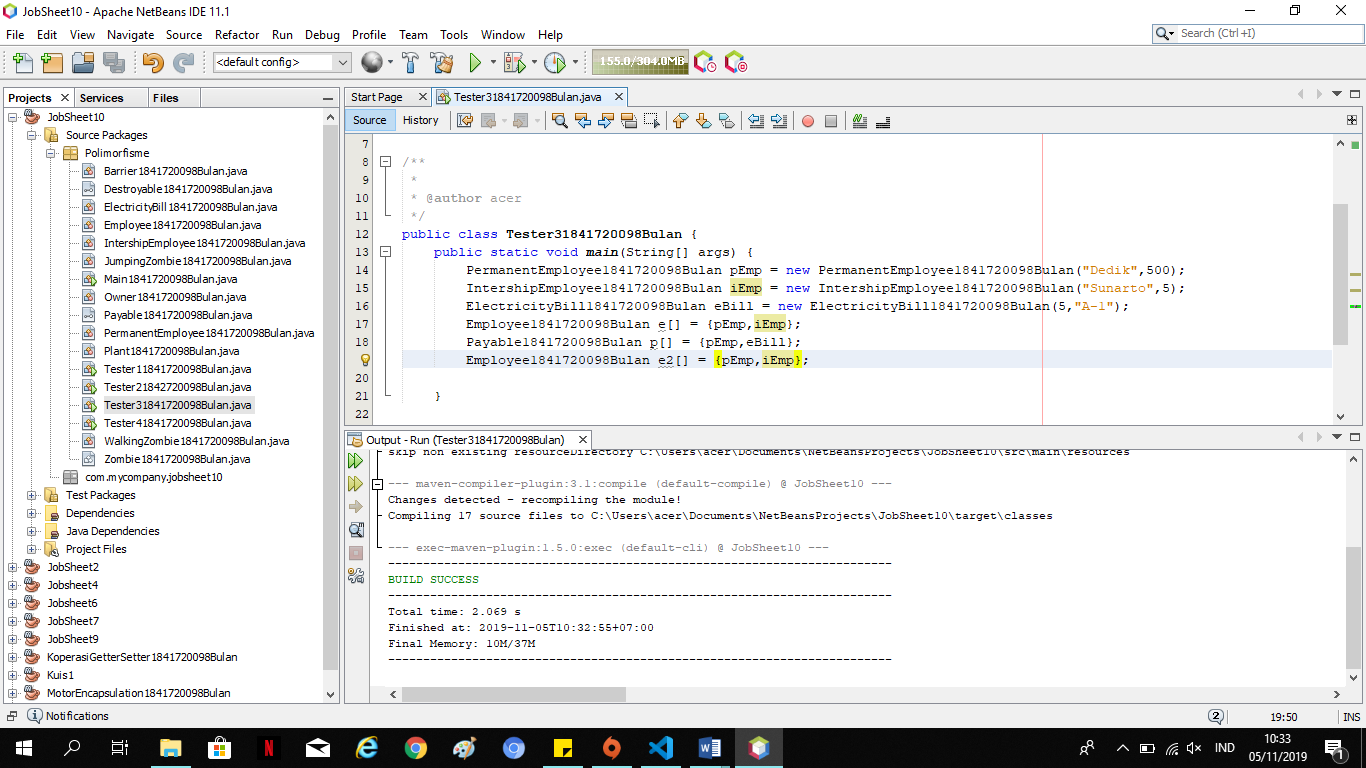 JobSheet10 - Apache NetBeans IDE 11.1
File Edit View Navigate Source Refactor Run Debug Profile Team Tools Window Help
Search (Ctrl+I)
<default config>
155.0/304.0MB
Projects Services Files
JobSheet10
Source Packages
Polimorfisme
Barrier1841720098Bulan.java
Destroyable1841720098Bulan.java
ElectricityBill1841720098Bulan.java
Employee1841720098Bulan.java
IntershipEmployee1841720098Bulan.java
JumpingZombie1841720098Bulan.java
Main1841720098Bulan.java
Owner1841720098Bulan.java
Payable1841720098Bulan.java
PermanentEmployee1841720098Bulan.java
Plant1841720098Bulan.java
Tester11841720098Bulan.java
Tester21842720098Bulan.java
Tester31841720098Bulan.java
Tester41841720098Bulan.java
WalkingZombie1841720098Bulan.java
Zombie1841720098Bulan.java
com.mycompany.jobsheet10
Test Packages
Dependencies
Java Dependencies
Project Files
JobSheet2
Jobsheet4
Jobsheet6
JobSheet7
JobSheet9
KoperasiGetterSetter1841720098Bulan
Kuis1
MotorEncapsulation1841720098Bulan
Start Page Tester31841720098Bulan.java
Source History
7
8 /**
9 *
10 * @author acer
11 */
12 public class Tester31841720098Bulan {
13 public static void main(String[] args) {
14 PermanentEmployee1841720098Bulan pEmp = new PermanentEmployee1841720098Bulan("Dedik",500);
15 IntershipEmployee1841720098Bulan iEmp = new IntershipEmployee1841720098Bulan("Sunarto",5);
16 ElectricityBill1841720098Bulan eBill = new ElectricityBill1841720098Bulan(5,"A-1");
17 Employee1841720098Bulan e[] = {pEmp,iEmp};
18 Payable1841720098Bulan p[] = {pEmp,eBill};
Employee1841720098Bulan e2[] = {pEmp,iEmp};
20
21 }
22
Output - Run (Tester31841720098Bulan)
skip non existing resourceDirectory C:\Users\acer\Documents\NetBeansProjects\JobSheet10\src\main\resources
--- maven-compiler-plugin:3.1:compile (default-compile) @ JobSheet10 ---
Changes detected - recompiling the module!
Compiling 17 source files to C:\Users\acer\Documents\NetBeansProjects\JobSheet10\target\classes
--- exec-maven-plugin:1.5.0:exec (default-cli) @ JobSheet10 ---
------------------------------------------------------------------------
BUILD SUCCESS
------------------------------------------------------------------------
Total time: 2.069 s
Finished at: 2019-11-05T10:32:55+07:00
Final Memory: 10M/37M
------------------------------------------------------------------------
Notifications
2
19:50 INS
IND
10:33
05/11/2019
1